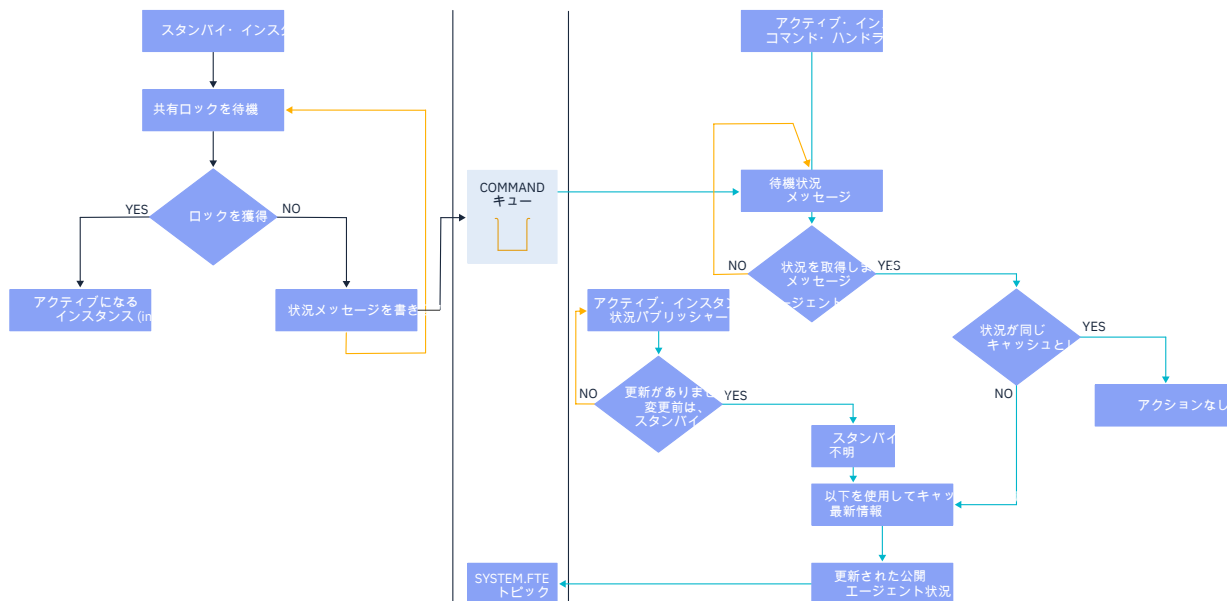 スタンバイ・インスタ
共有ロックを待機
ロックを獲得
YES
NO
アクティブになる
インスタンス (in
状況メッセージを書き
COMMAND
キュー
SYSTEM.FTE
トピック
アクティブ・イン
コマンド・ハンドラ
待機状況
メッセージ
状況を取得しま
メッセージ
ージェント
NO
YES
アクティブ・インスタン
状況パブリッシャー
更新がありませ
変更前は、
スタンバイ
NO
YES
状況が同じ
キャッシュとし
YES
NO
アクションなし
スタンバイ
不明
以下を使用してキャッ
最新情報
更新された公開
エージェント状況